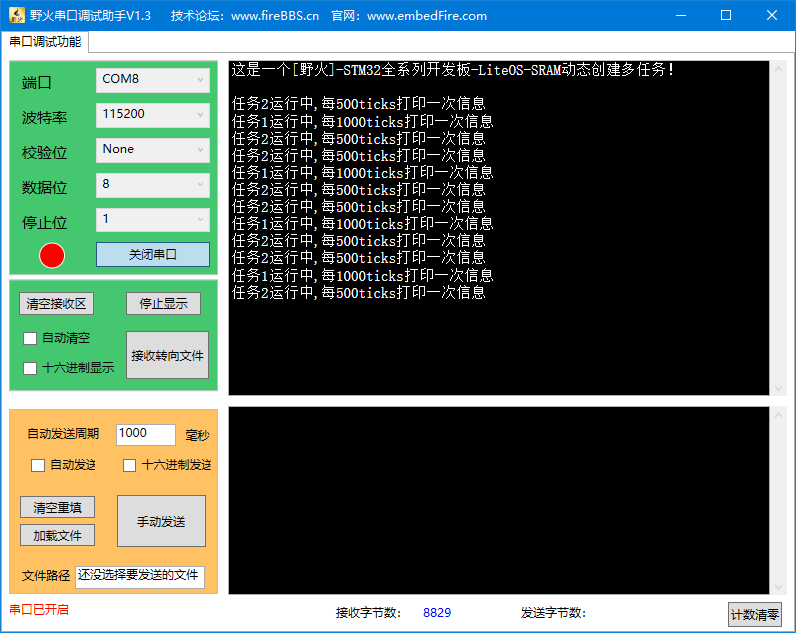 野火串口调试助手V1.3 技术论坛：www.fireBBS.cn 官网：www.embedFire.com
串口调试功能
端口 COM8
波特率 115200
校验位 None
数据位 8
停止位 1
关闭串口
清空接收区 停止显示
自动清空
十六进制显示
接收转向文件
这是一个[野火]-STM32全系列开发板-LiteOS-SRAM动态创建多任务！
任务2运行中,每500ticks打印一次信息
任务1运行中,每1000ticks打印一次信息
任务2运行中,每500ticks打印一次信息
任务2运行中,每500ticks打印一次信息
任务1运行中,每1000ticks打印一次信息
任务2运行中,每500ticks打印一次信息
任务2运行中,每500ticks打印一次信息
任务1运行中,每1000ticks打印一次信息
任务2运行中,每500ticks打印一次信息
任务2运行中,每500ticks打印一次信息
任务1运行中,每1000ticks打印一次信息
任务2运行中,每500ticks打印一次信息
自动发送周期 1000 毫秒
自动发送 十六进制发送
清空重填
加载文件
手动发送
文件路径 还没选择要发送的文件
串口已开启 接收字节数： 8829 发送字节数： 计数清零